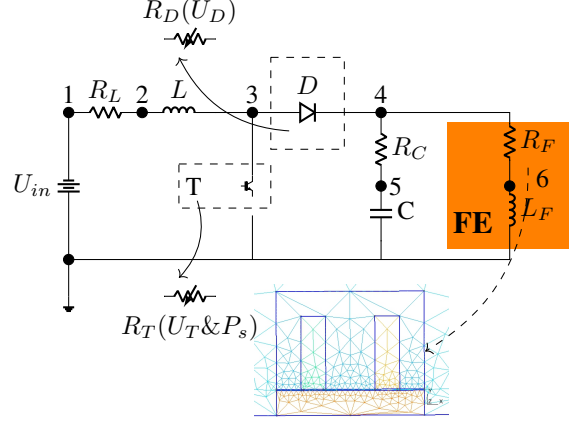 R_D(U_D)
1 R_L 2 L 3 D 4
R_C R_F
U_in T 5 6
C FE L_F
R_T(U_T&P_s)